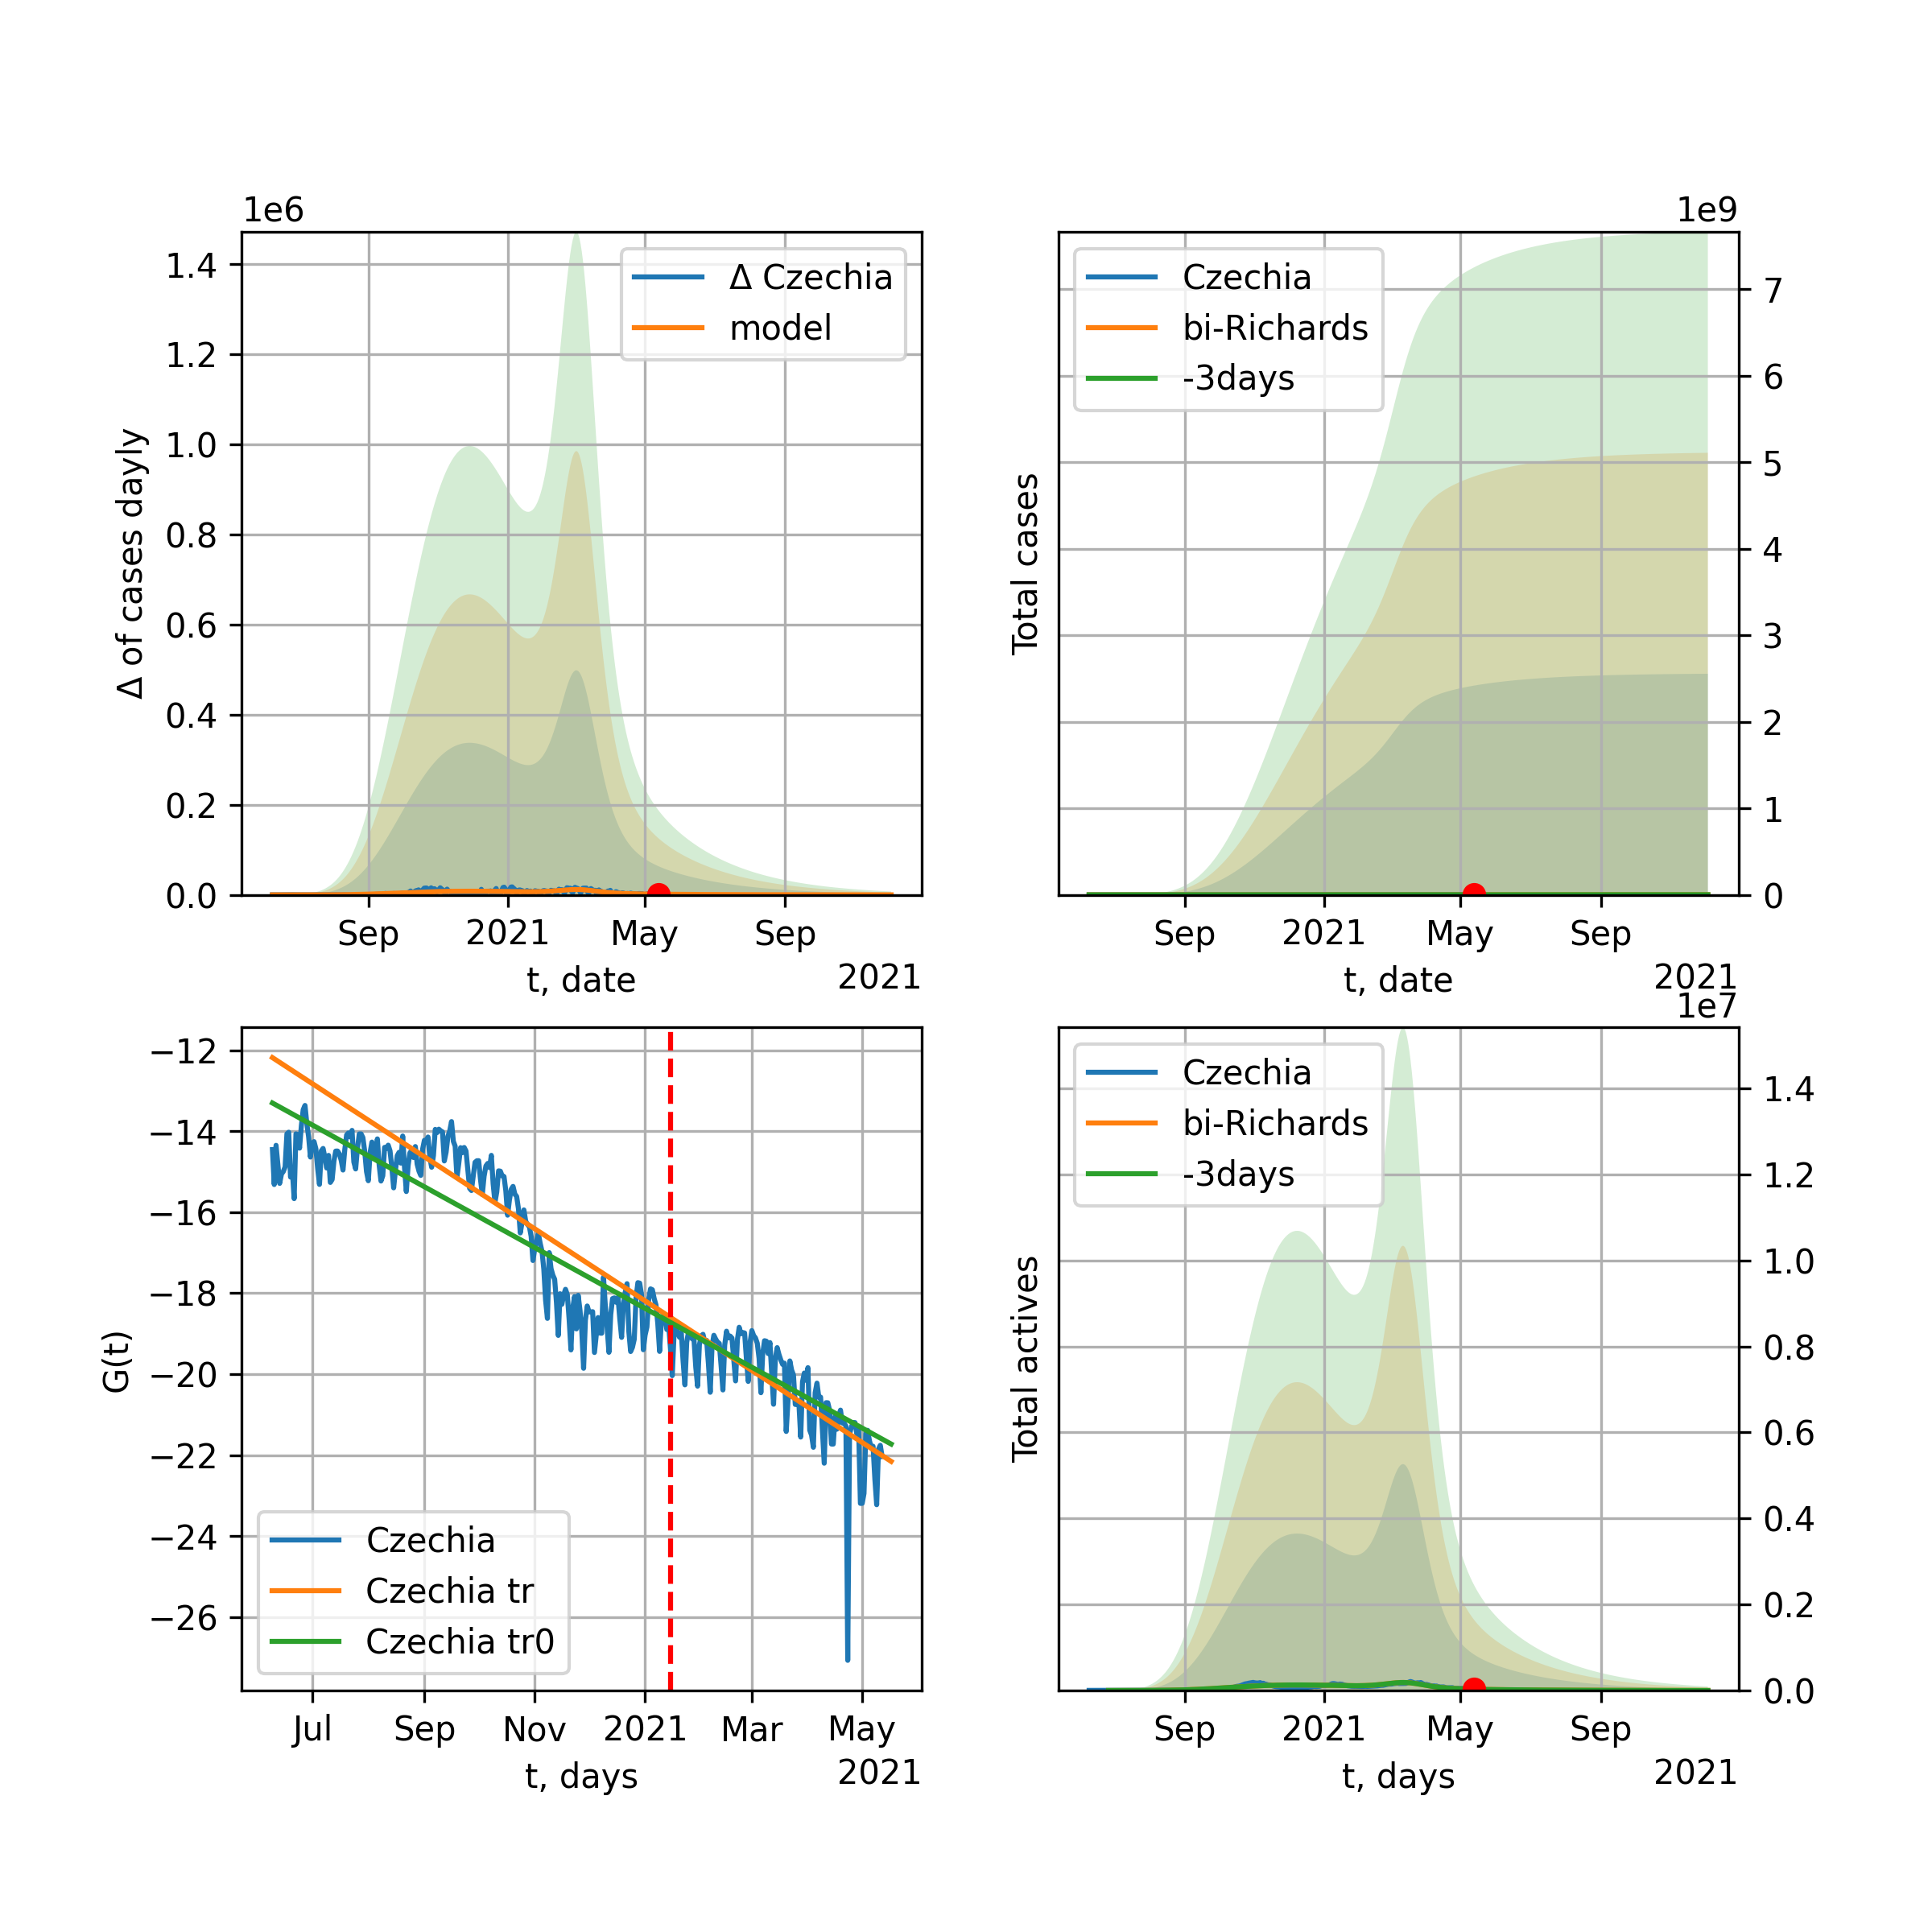 1e6
1.4
1.2
1.0
0.8
0.6
0.4
0.2
0.0
Δ of cases dayly
Δ Czechia
model
Sep 2021 May Sep
t, date
2021
1e9
Czechia
bi-Richards
-3days
Total cases
7
6
5
4
3
2
1
0
Sep 2021 May Sep
t, date
2021
−12
−14
−16
−18
−20
−22
−24
−26
G(t)
Czechia
Czechia tr
Czechia tr0
Jul Sep Nov 2021 Mar May
t, days
2021
1e7
Czechia
bi-Richards
-3days
Total actives
1.4
1.2
1.0
0.8
0.6
0.4
0.2
0.0
Sep 2021 May Sep
t, days
2021